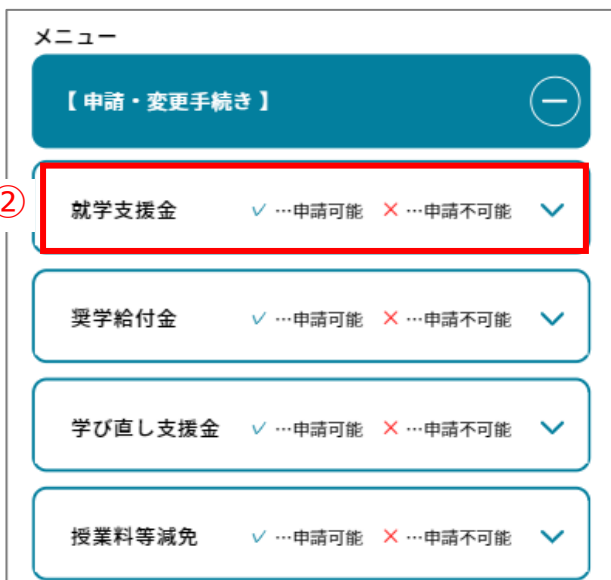 メニュー
【 申請・変更手続き 】
②
就学支援金 ✓ …申請可能 ✕ …申請不可能
奨学給付金 ✓ …申請可能 ✕ …申請不可能
学び直し支援金 ✓ …申請可能 ✕ …申請不可能
授業料等減免 ✓ …申請可能 ✕ …申請不可能